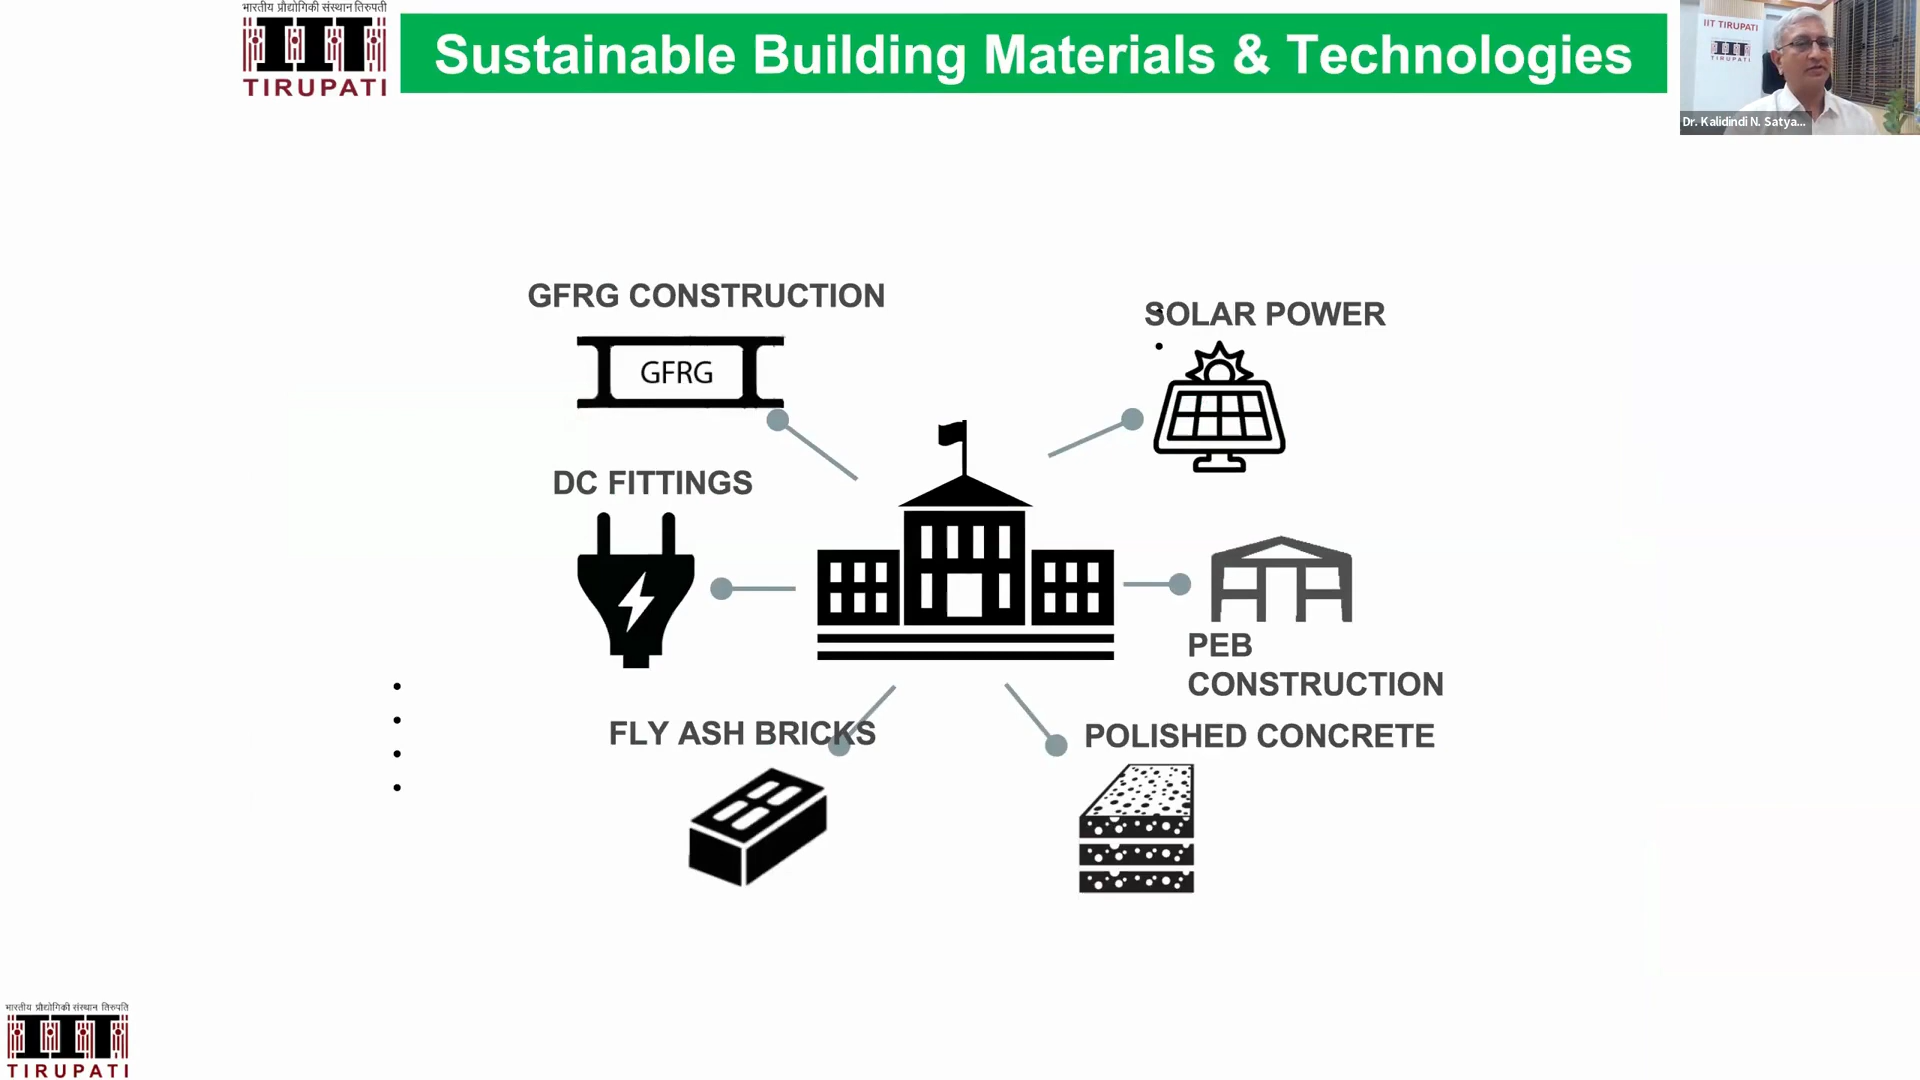 भारतीय प्रौद्योगिकी संस्थान तिरुपती
TIRUPATI
Sustainable Building Materials & Technologies
IIT TIRUPATI
TIRUPATI
Dr. Kalidindi N. Satya...
GFRG CONSTRUCTION
GFRG
SOLAR POWER
DC FITTINGS
PEB
CONSTRUCTION
FLY ASH BRICKS
POLISHED CONCRETE
भारतीय प्रौद्योगिकी संस्थान तिरुपति
TIRUPATI